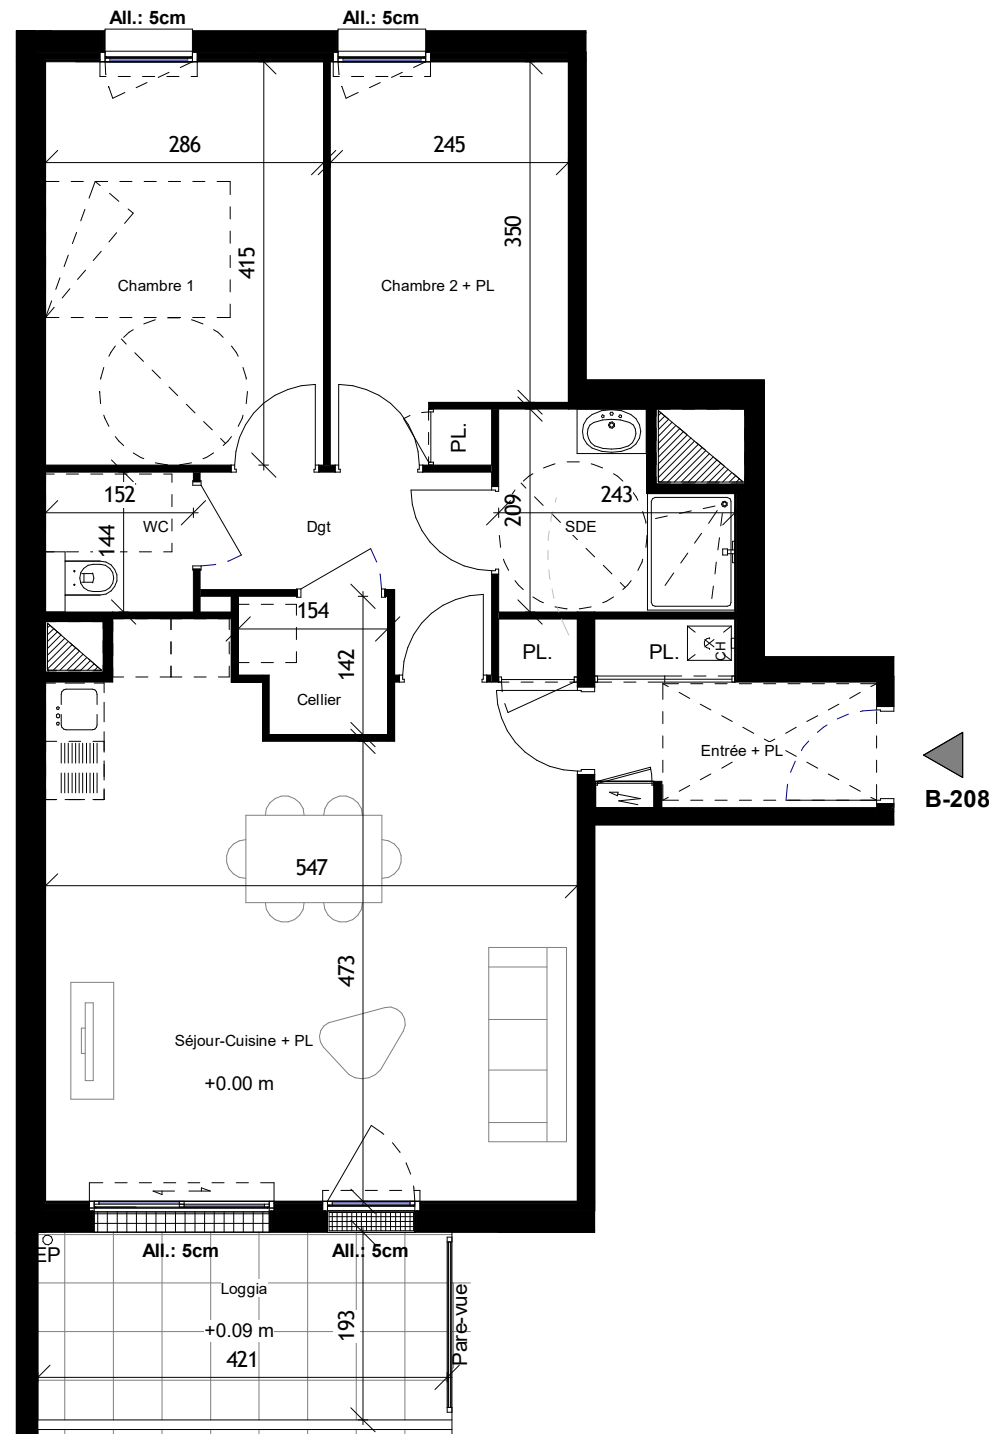 All.: 5cm
All.: 5cm
286
245
415
350
Chambre 1
Chambre 2 + PL
PL.
152
WC
144
Dgt
209
243
SDE
154
142
Cellier
PL.
PL.
CH
Entrée + PL
B-208
547
473
Séjour-Cuisine + PL
+0.00 m
EP
All.: 5cm
All.: 5cm
Loggia
+0.09 m
193
Pare-vue
421